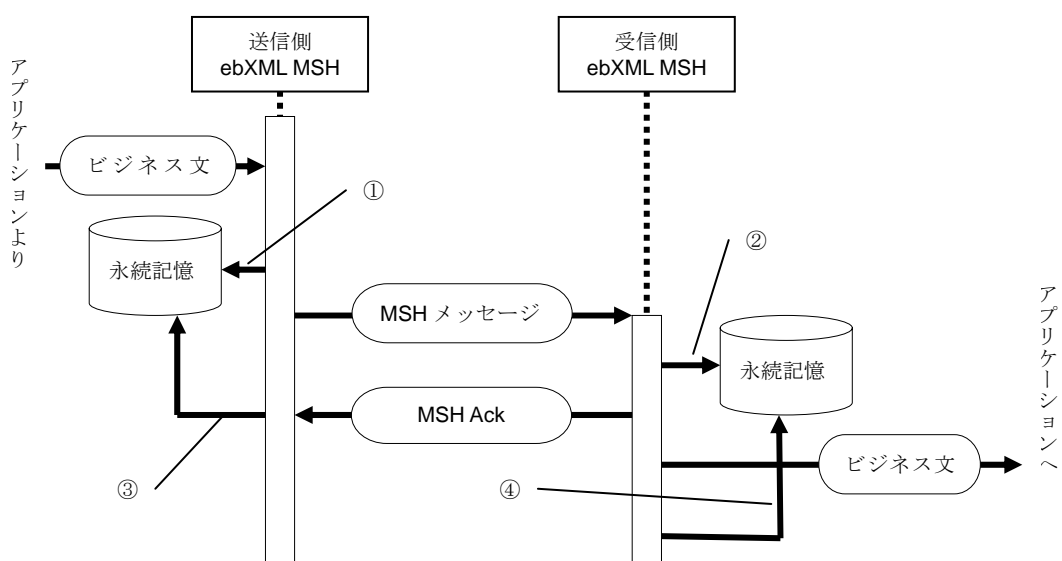 送信側
ebXML MSH
受信側
ebXML MSH
アプリケーションより
ビジネス文
①
②
永続記憶
MSH メッセージ
アプリケーションへ
永続記憶
MSH Ack
ビジネス文
③
④